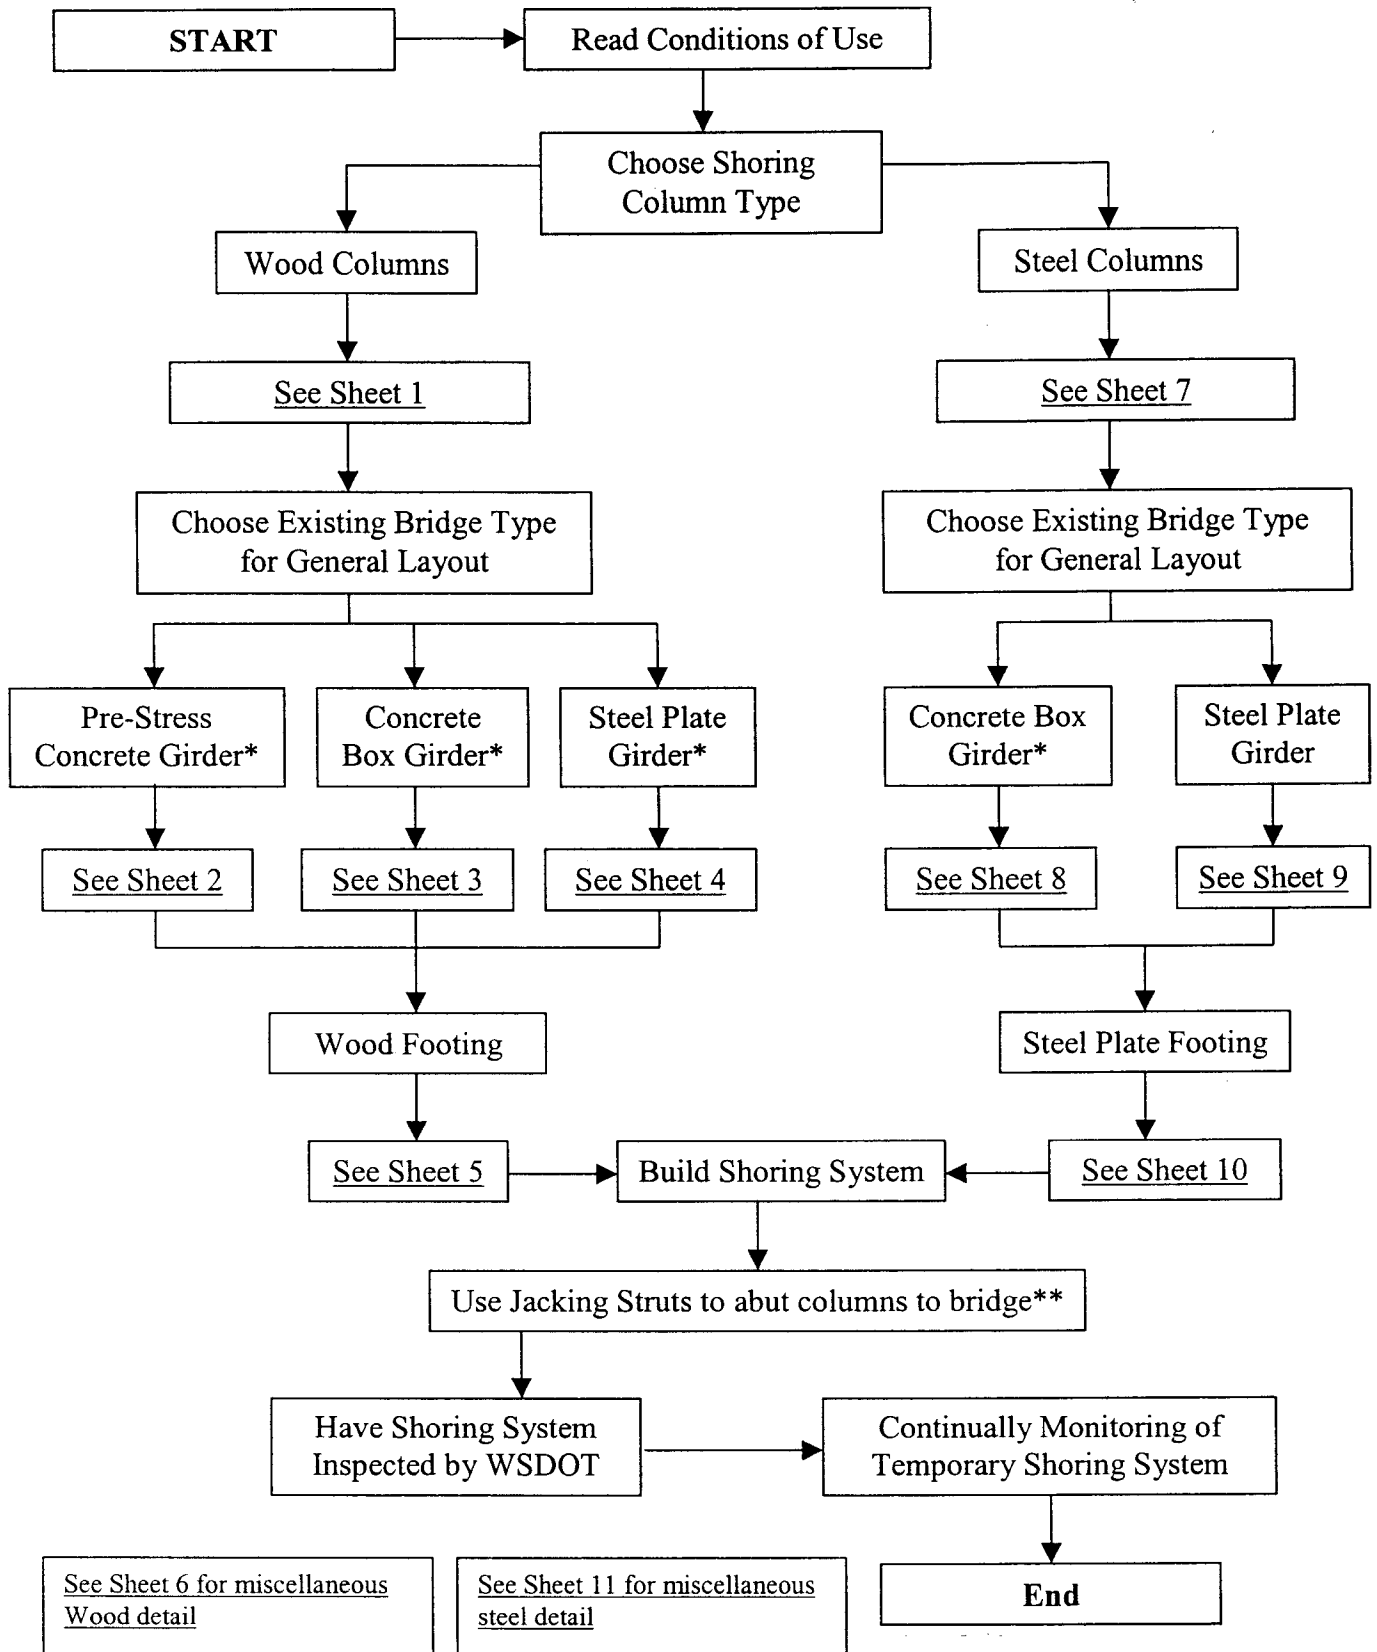 START
Read Conditions of Use
Choose Shoring
Column Type
Wood Columns
Steel Columns
See Sheet 1
See Sheet 7
Choose Existing Bridge Type
for General Layout
Choose Existing Bridge Type
for General Layout
Pre-Stress
Concrete Girder*
Concrete
Box Girder*
Steel Plate
Girder*
Concrete Box
Girder*
Steel Plate
Girder
See Sheet 2
See Sheet 3
See Sheet 4
See Sheet 8
See Sheet 9
Wood Footing
Steel Plate Footing
See Sheet 5
Build Shoring System
See Sheet 10
Use Jacking Struts to abut columns to bridge**
Have Shoring System
Inspected by WSDOT
Continually Monitoring of
Temporary Shoring System
See Sheet 6 for miscellaneous
Wood detail
See Sheet 11 for miscellaneous
steel detail
End